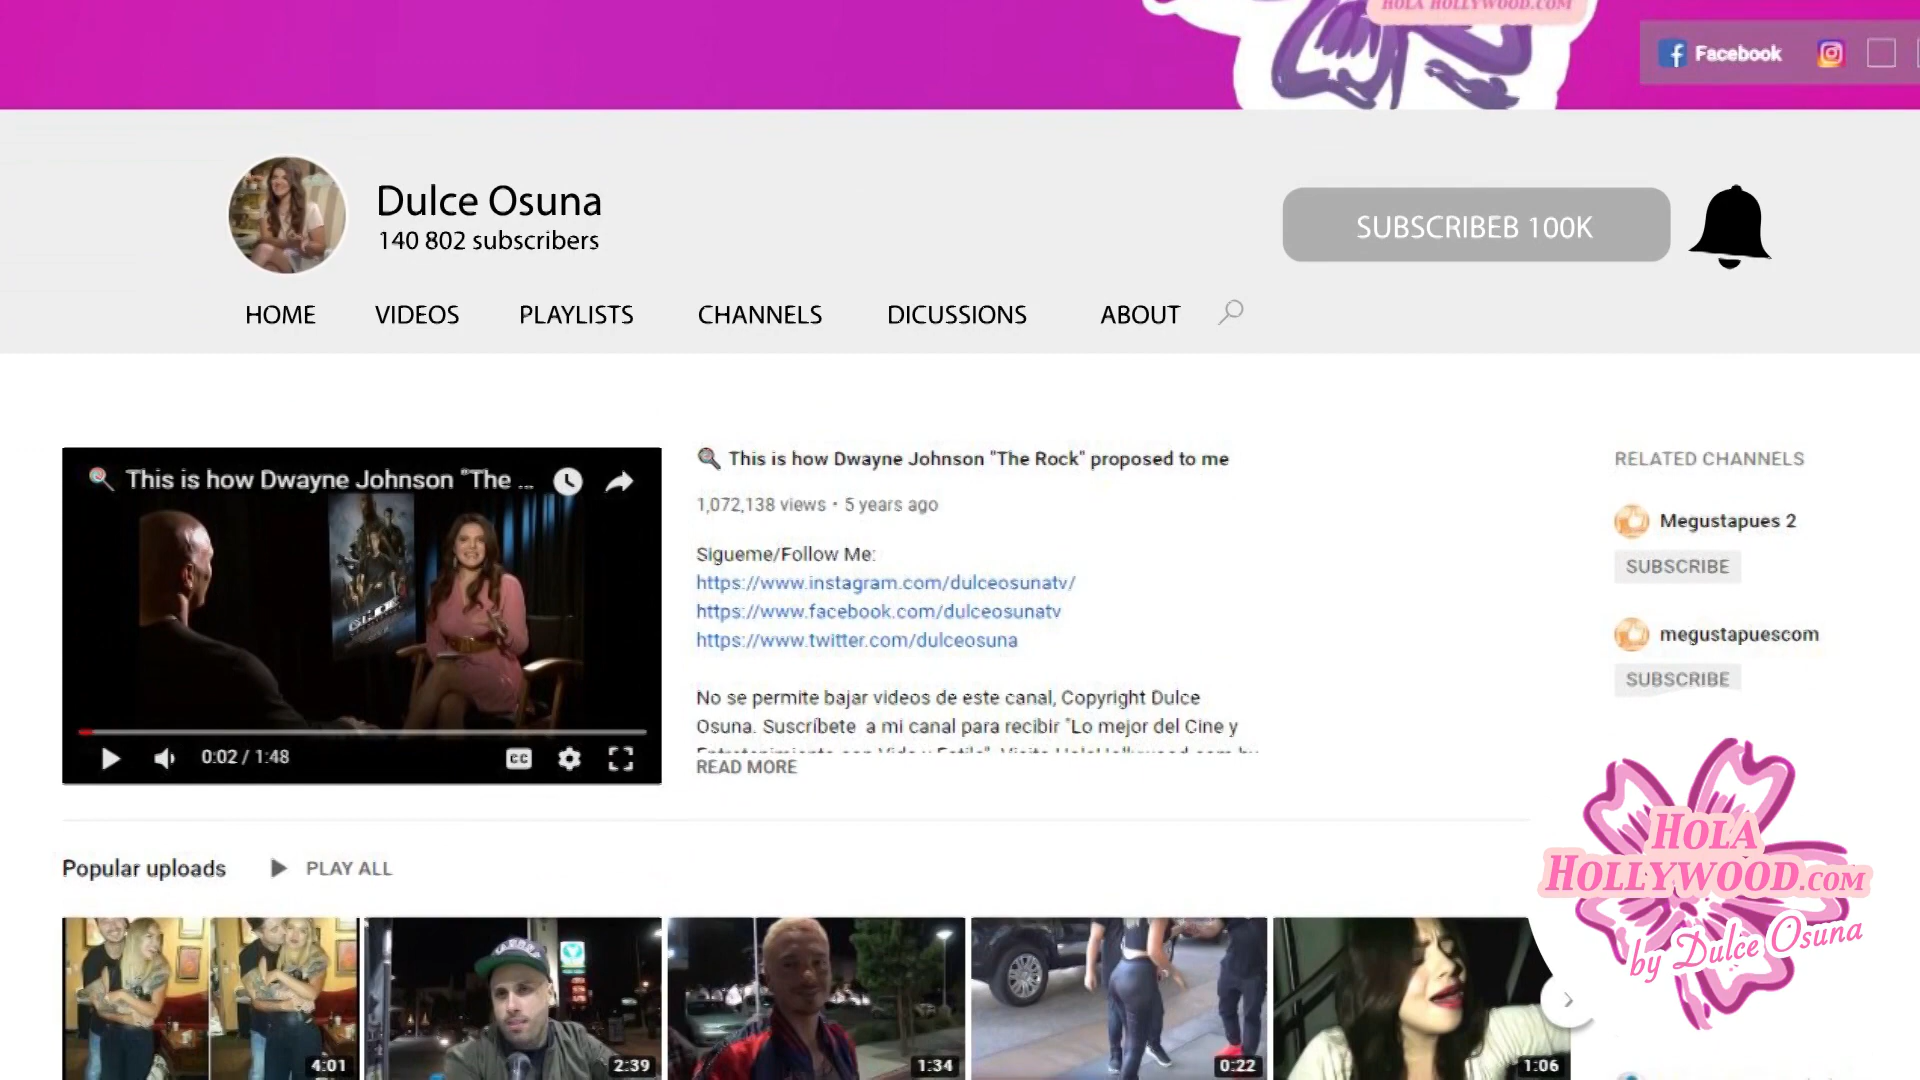 HOLA HOLLYWOOD.COM
Facebook
Dulce Osuna
140 802 subscribers
SUBSCRIBEB 100K
HOME VIDEOS PLAYLISTS CHANNELS DICUSSIONS ABOUT
This is how Dwayne Johnson "The ...
0:02 / 1:48
CC
This is how Dwayne Johnson "The Rock" proposed to me
1,072,138 views • 5 years ago
Sigueme/Follow Me:
https://www.instagram.com/dulceosunatv/
https://www.facebook.com/dulceosunatv
https://www.twitter.com/dulceosuna
No se permite bajar videos de este canal, Copyright Dulce
Osuna. Suscríbete a mi canal para recibir "Lo mejor del Cine y
READ MORE
RELATED CHANNELS
Megustapues 2
SUBSCRIBE
megustapuescom
SUBSCRIBE
Popular uploads PLAY ALL
4:01
2:39
1:34
0:22
1:06
HOLA
HOLLYWOOD.COM
by Dulce Osuna